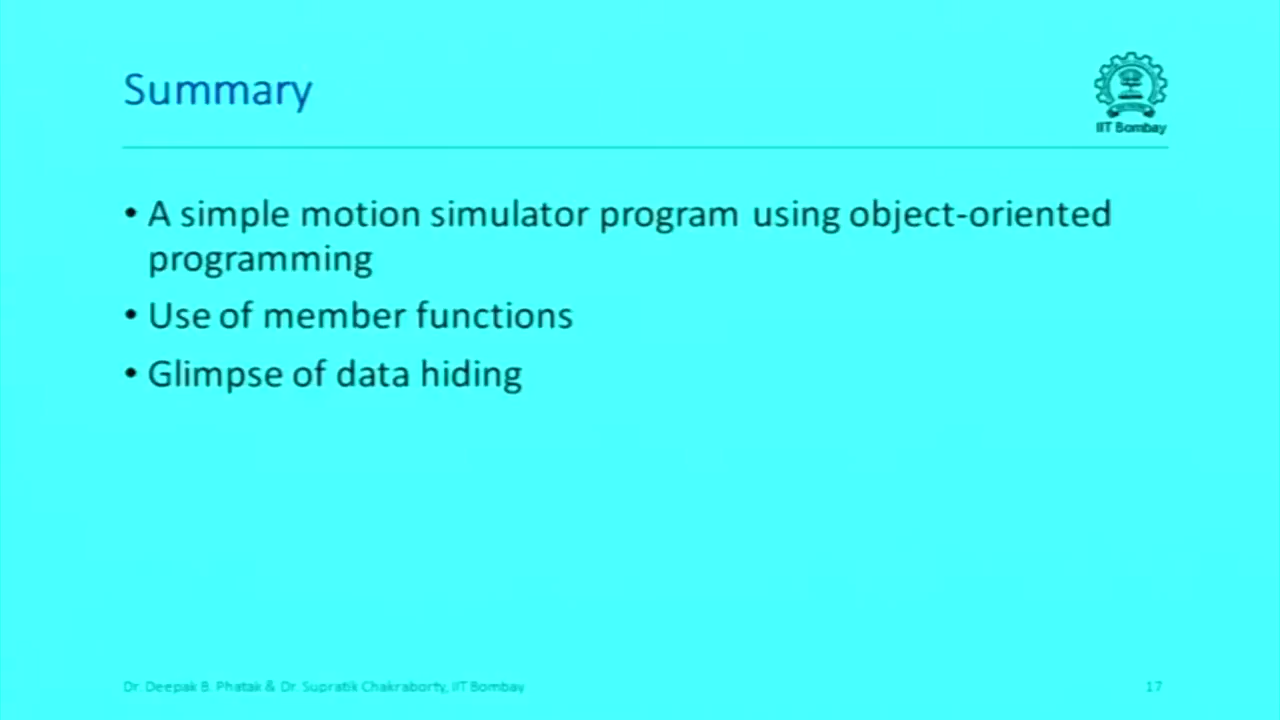 Summary
IIT Bombay
• A simple motion simulator program using object-oriented
programming
• Use of member functions
• Glimpse of data hiding
Dr. Deepak B. Phatak & Dr. Supratik Chakraborty, IIT Bombay
17